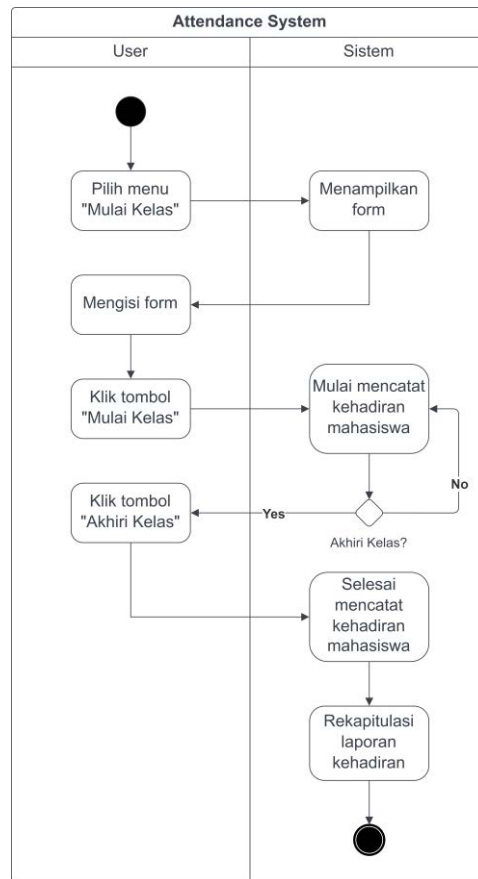 Attendance System
User
Sistem
Pilih menu
"Mulai Kelas"
Menampilkan
form
Mengisi form
Klik tombol
"Mulai Kelas"
Mulai mencatat
kehadiran
mahasiswa
No
Klik tombol
"Akhiri Kelas"
Yes
Akhiri Kelas?
Selesai
mencatat
kehadiran
mahasiswa
Rekapitulasi
laporan
kehadiran